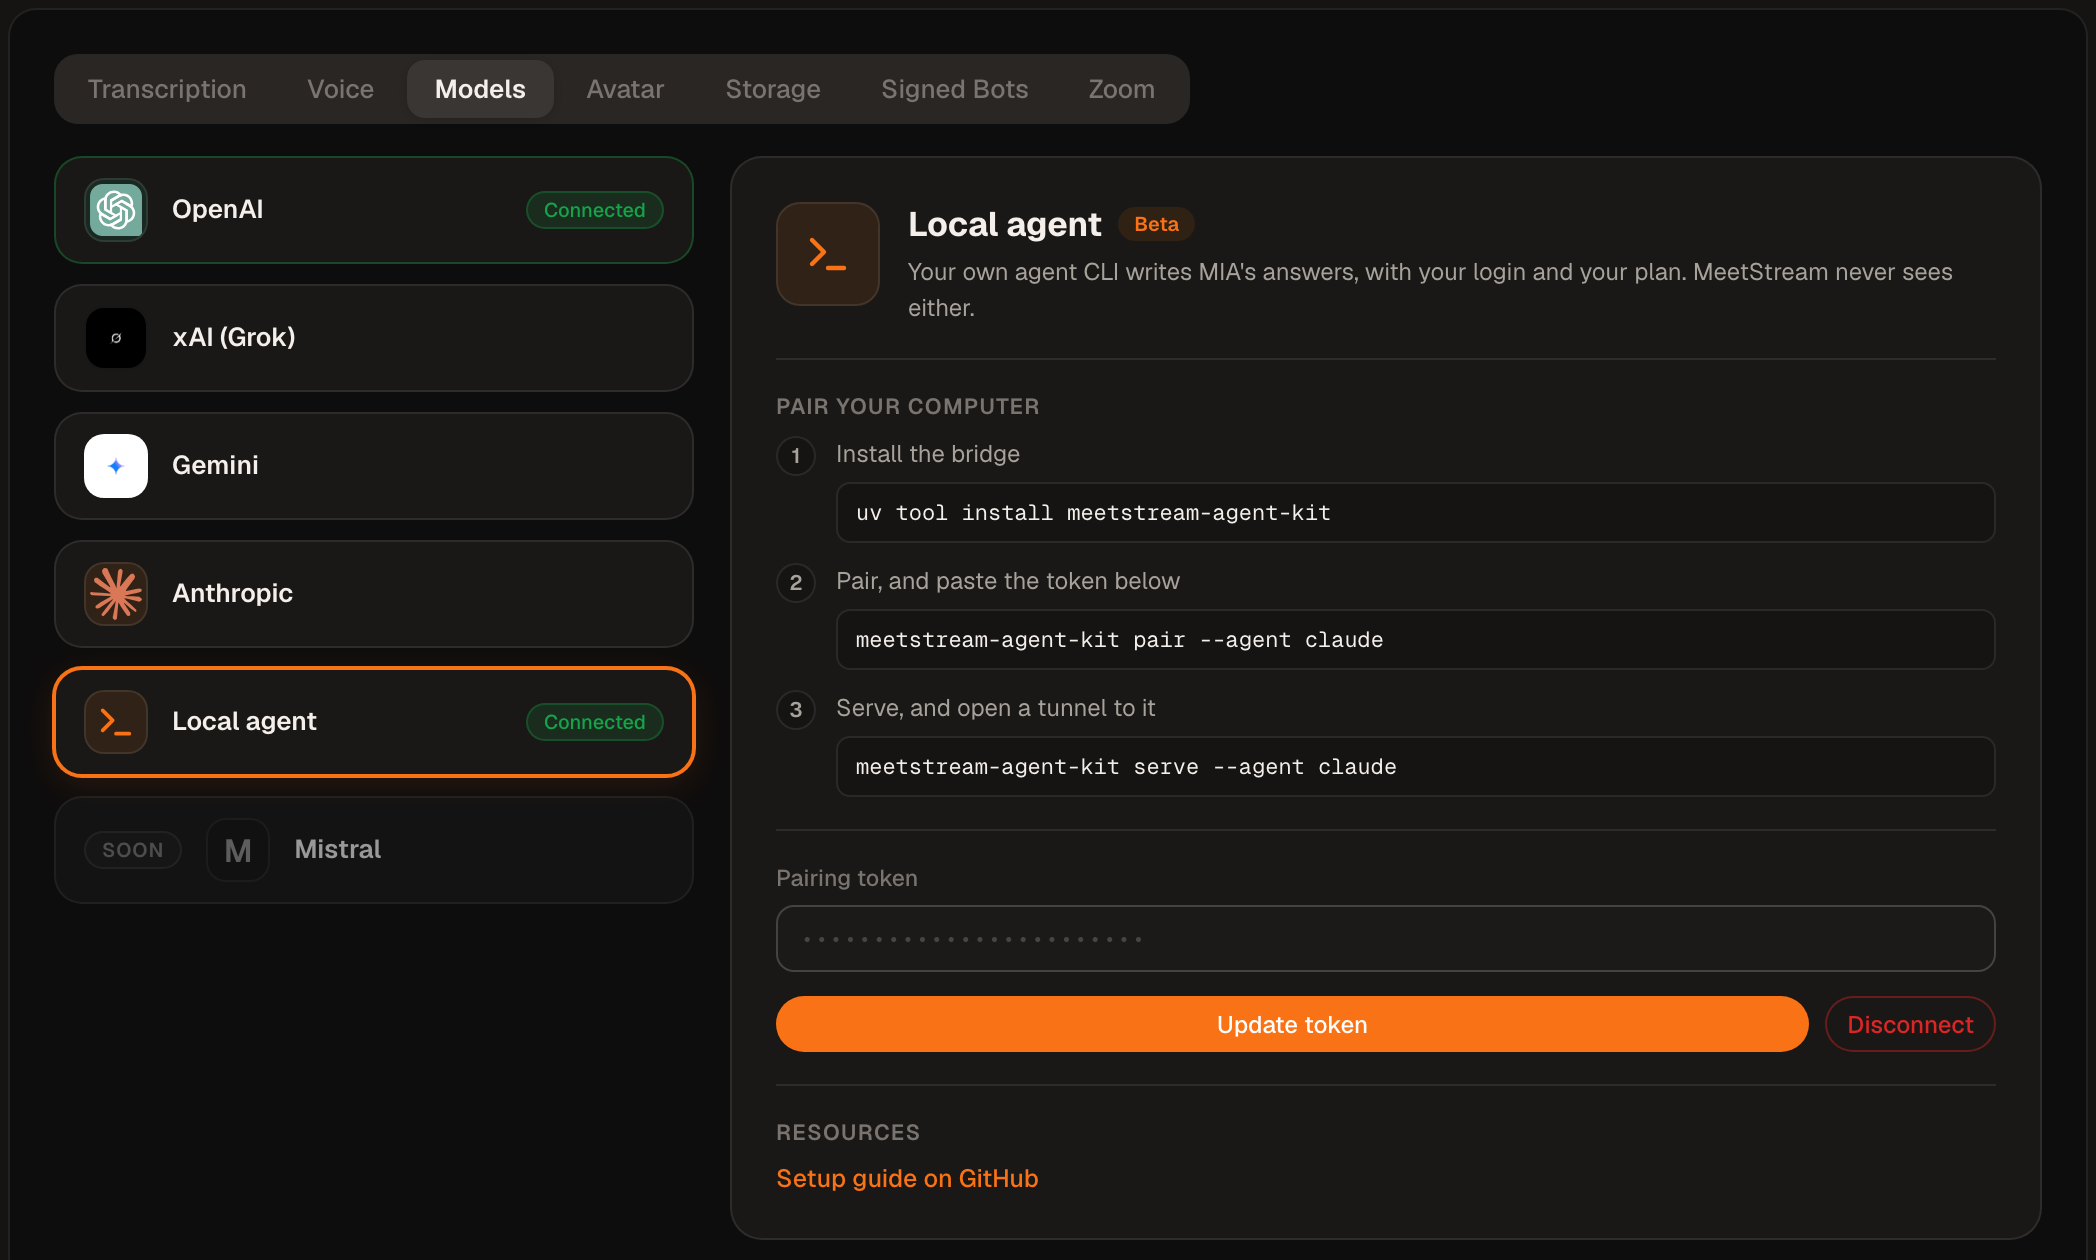 Transcription
Voice
Models
Avatar
Storage
Signed Bots
Zoom
OpenAI
Connected
xAI (Grok)
Gemini
Anthropic
Local agent
Connected
SOON
M
Mistral
Local agent
Beta
Your own agent CLI writes MIA's answers, with your login and your plan. MeetStream never sees
either.
PAIR YOUR COMPUTER
1
Install the bridge
uv tool install meetstream-agent-kit
2
Pair, and paste the token below
meetstream-agent-kit pair --agent claude
3
Serve, and open a tunnel to it
meetstream-agent-kit serve --agent claude
Pairing token
Update token
Disconnect
RESOURCES
Setup guide on GitHub